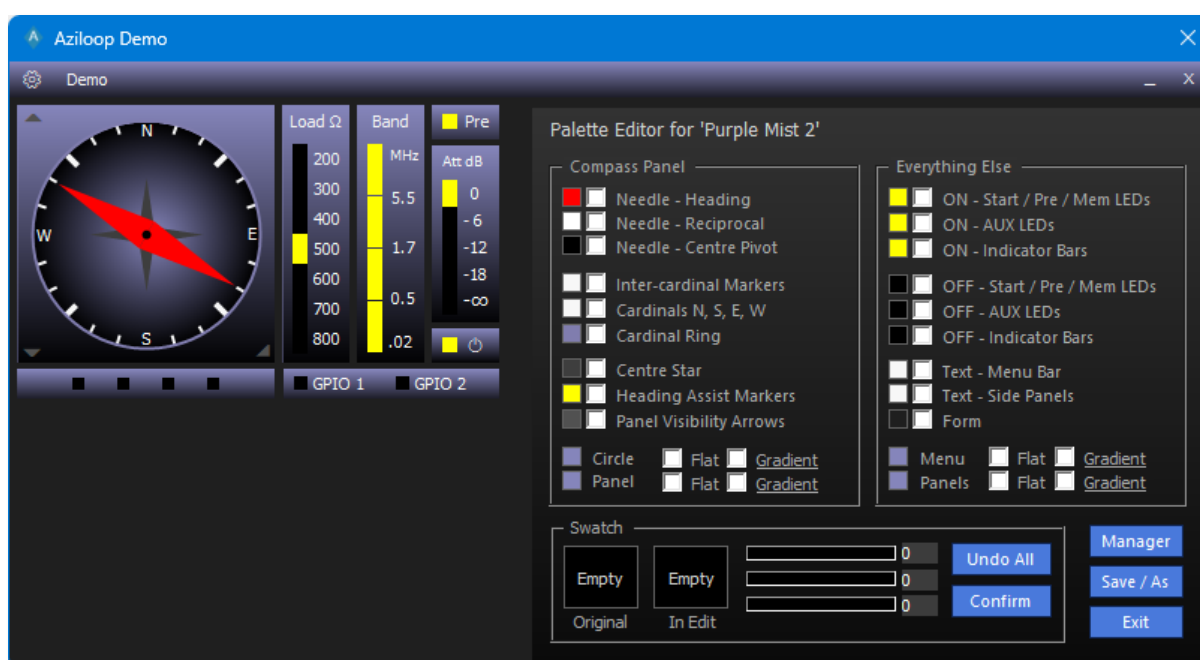 Aziloop Demo
Demo
N
W
E
S
Load Ω
200
300
400
500
600
700
800
Band
MHz
5.5
1.7
0.5
.02
Pre
Att dB
0
-6
-12
-18
-∞
GPIO 1 GPIO 2
Palette Editor for 'Purple Mist 2'
Compass Panel
Needle - Heading
Needle - Reciprocal
Needle - Centre Pivot
Inter-cardinal Markers
Cardinals N, S, E, W
Cardinal Ring
Centre Star
Heading Assist Markers
Panel Visibility Arrows
Circle Flat Gradient
Panel Flat Gradient
Everything Else
ON - Start / Pre / Mem LEDs
ON - AUX LEDs
ON - Indicator Bars
OFF - Start / Pre / Mem LEDs
OFF - AUX LEDs
OFF - Indicator Bars
Text - Menu Bar
Text - Side Panels
Form
Menu Flat Gradient
Panels Flat Gradient
Swatch
Empty Empty
Original In Edit
0
0
0
Undo All
Confirm
Manager
Save / As
Exit